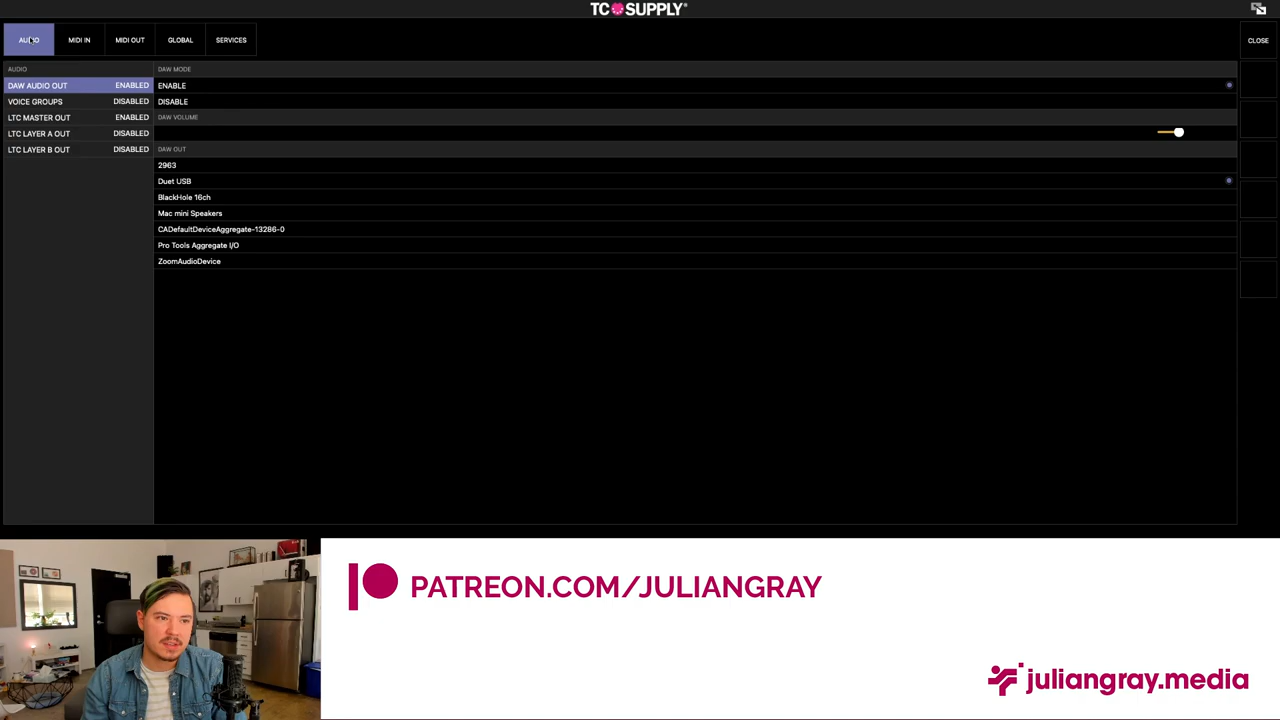 TC SUPPLY®
AUDIO MIDI IN MIDI OUT GLOBAL SERVICES CLOSE
AUDIO
DAW AUDIO OUT ENABLED
VOICE GROUPS DISABLED
LTC MASTER OUT ENABLED
LTC LAYER A OUT DISABLED
LTC LAYER B OUT DISABLED
DAW MODE
ENABLE
DISABLE
DAW VOLUME
DAW OUT
2963
Duet USB
BlackHole 16ch
Mac mini Speakers
CADefaultDeviceAggregate-13286-0
Pro Tools Aggregate I/O
ZoomAudioDevice
PATREON.COM/JULIANGRAY
juliangray.media